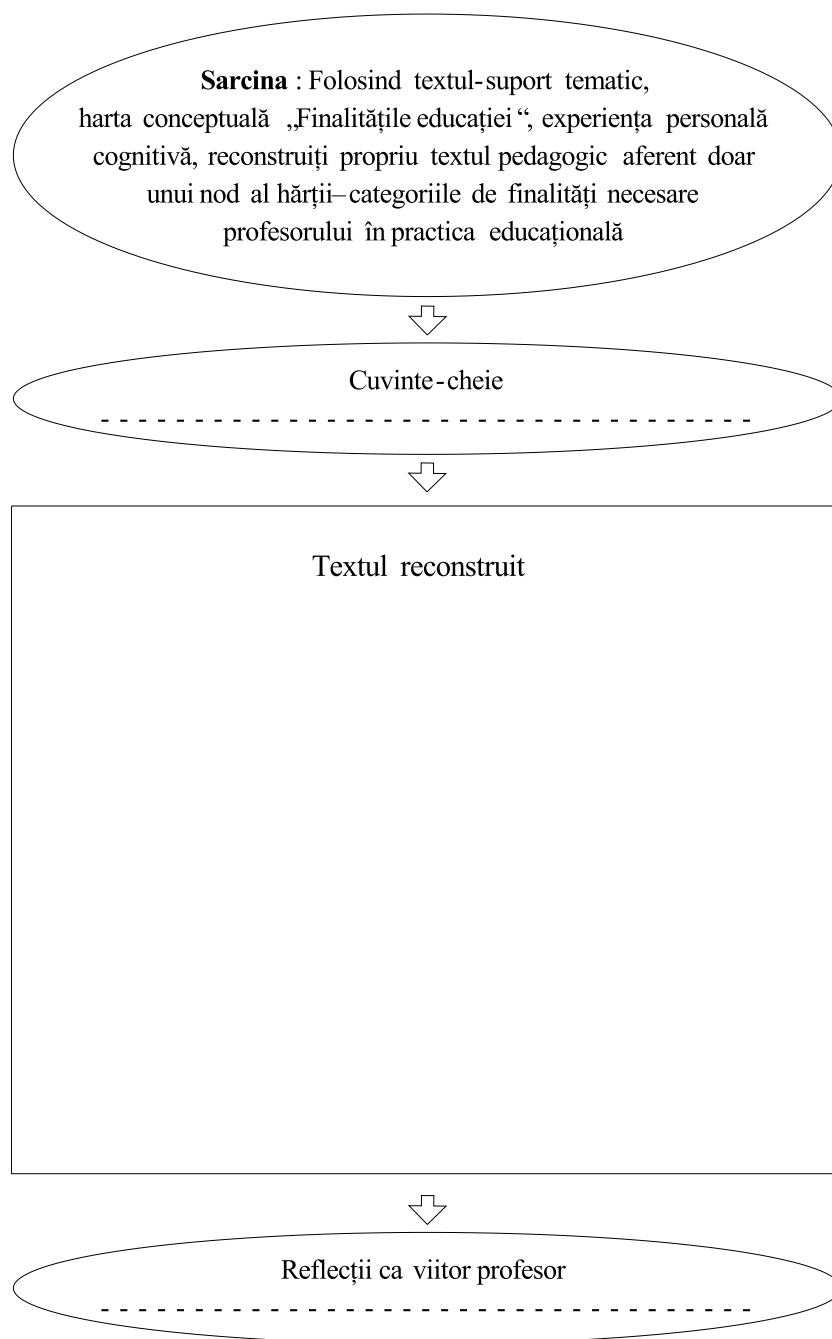 Sarcina : Folosind textul-suport tematic,
harta conceptuală „Finalitățile educației“, experiența personală
cognitivă, reconstruiți propriu textul pedagogic aferent doar
unui nod al hărții–categoriile de finalități necesare
profesorului în practica educațională
Cuvinte-cheie
Textul reconstruit
Reflecții ca viitor profesor